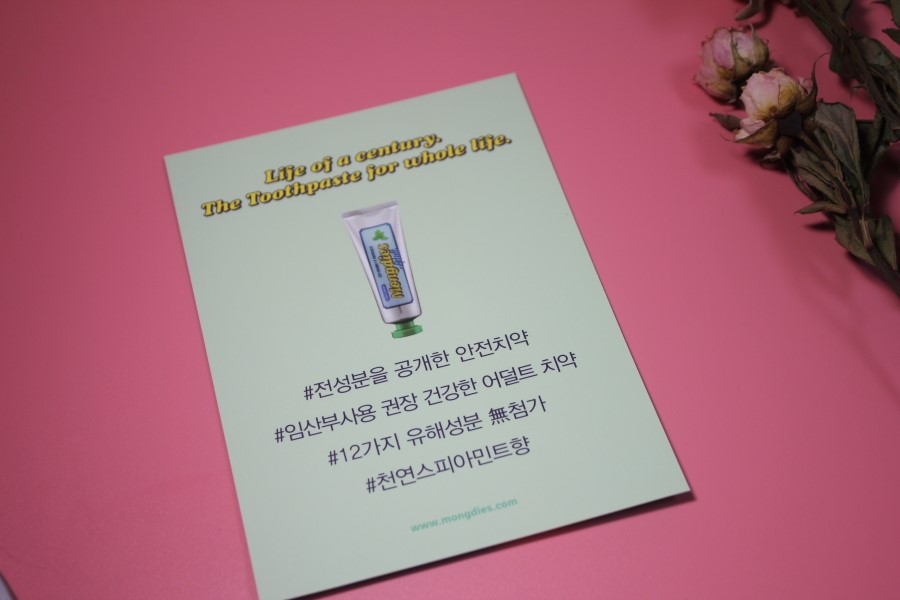 Life of a century.
The Toothpaste for whole life.
Mongdies
#전성분을 공개한 안전치약
#임산부사용 권장 건강한 어덜트 치약
#12가지 유해성분 無첨가
#천연스피아민트향
www.mongdies.com